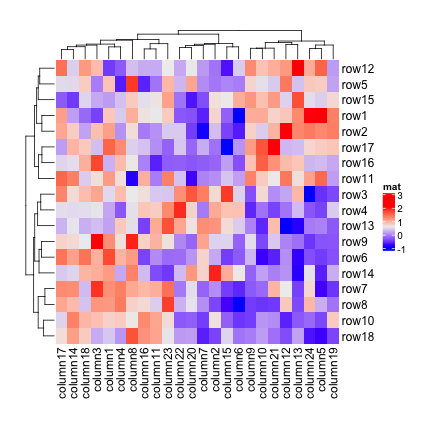 row12
row5
row15
row1
row2
row17
row16
row11
row3
row4
row13
row9
row6
row14
row7
row8
row10
row18
mat
3
2
1
0
-1
column17
column14
column18
column3
column1
column4
column8
column16
column11
column23
column22
column20
column7
column2
column15
column6
column9
column10
column21
column12
column13
column24
column5
column19